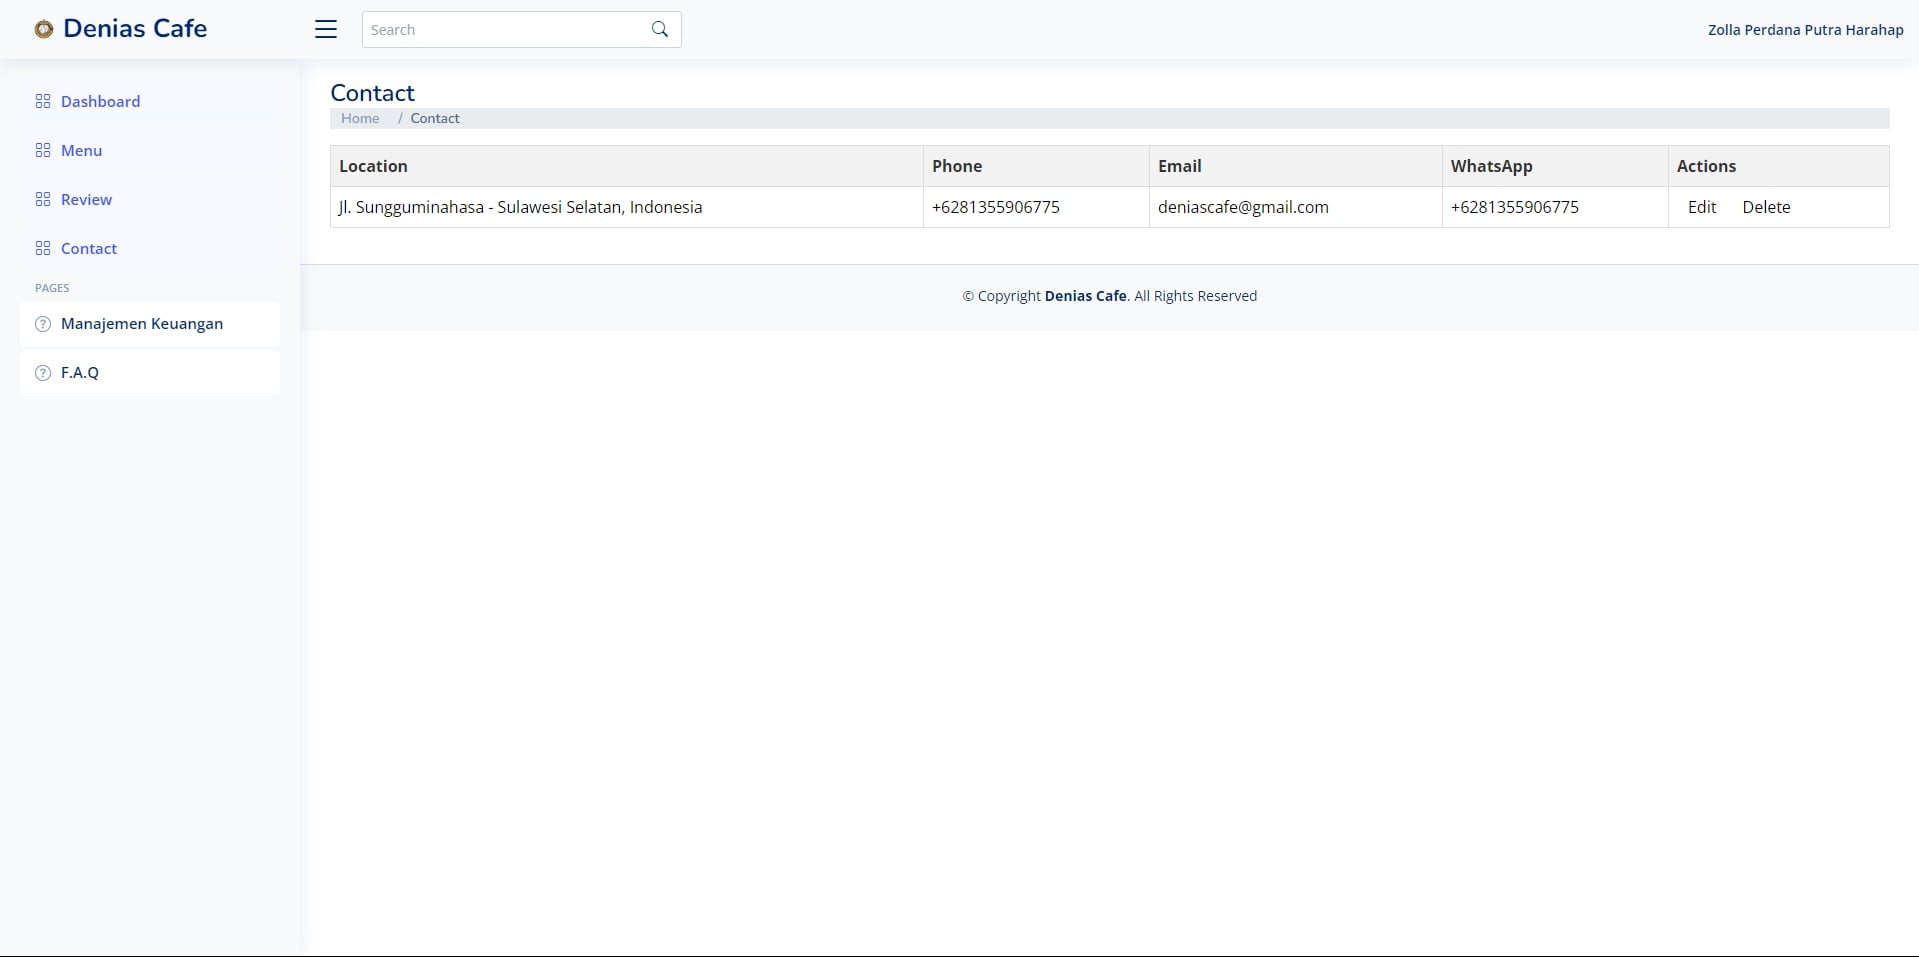 Denias Cafe
Search
Zolla Perdana Putra Harahap
Dashboard
Menu
Review
Contact
PAGES
Manajemen Keuangan
F.A.Q
Contact
Home / Contact
Location Phone Email WhatsApp Actions
Jl. Sungguminahasa - Sulawesi Selatan, Indonesia +6281355906775 deniascafe@gmail.com +6281355906775 Edit Delete
© Copyright Denias Cafe. All Rights Reserved